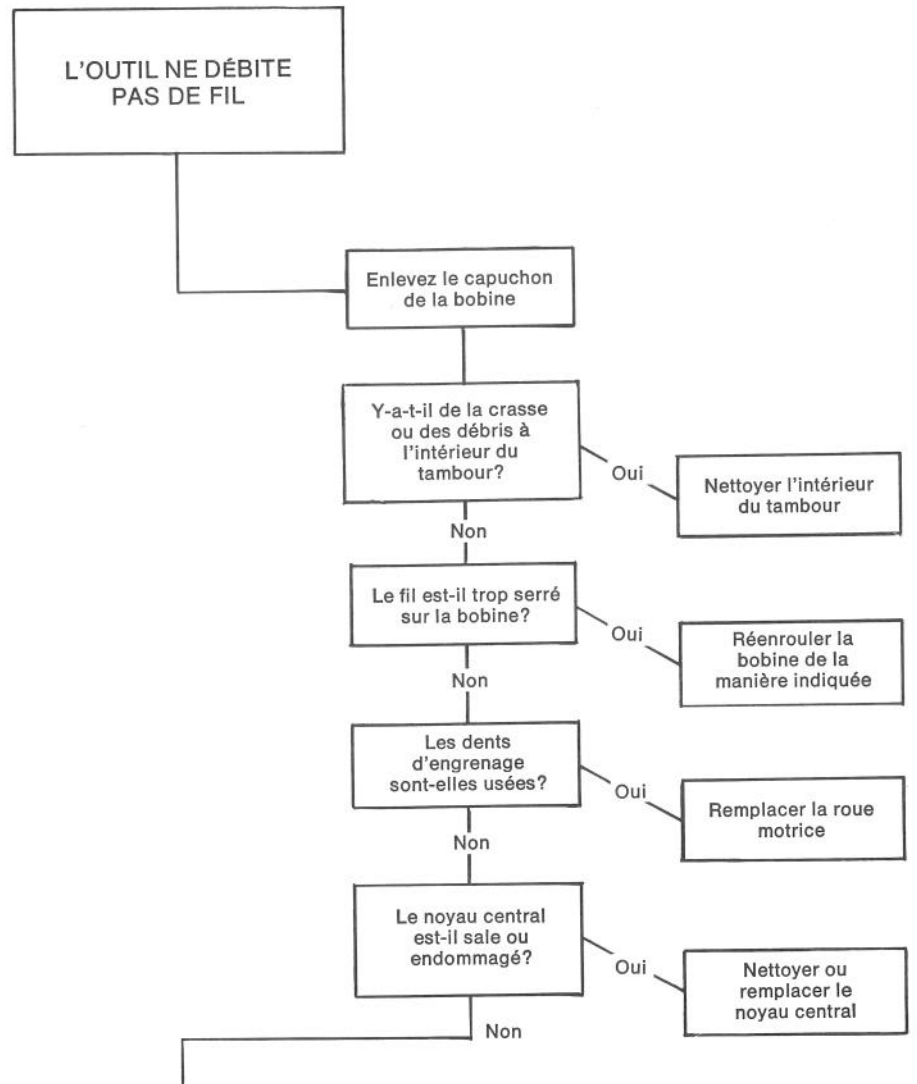 L'OUTIL NE DÉBITE
PAS DE FIL
Enlevez le capuchon
de la bobine
Y-a-t-il de la crasse
ou des débris à
l'intérieur du
tambour?
Oui
Nettoyer l'intérieur
du tambour
Non
Le fil est-il trop serré
sur la bobine?
Oui
Réenrouler la
bobine de la
manière indiquée
Non
Les dents
d'engrenage
sont-elles usées?
Oui
Remplacer la roue
motrice
Non
Le noyau central
est-il sale ou
endommagé?
Oui
Nettoyer ou
remplacer le
noyau central
Non